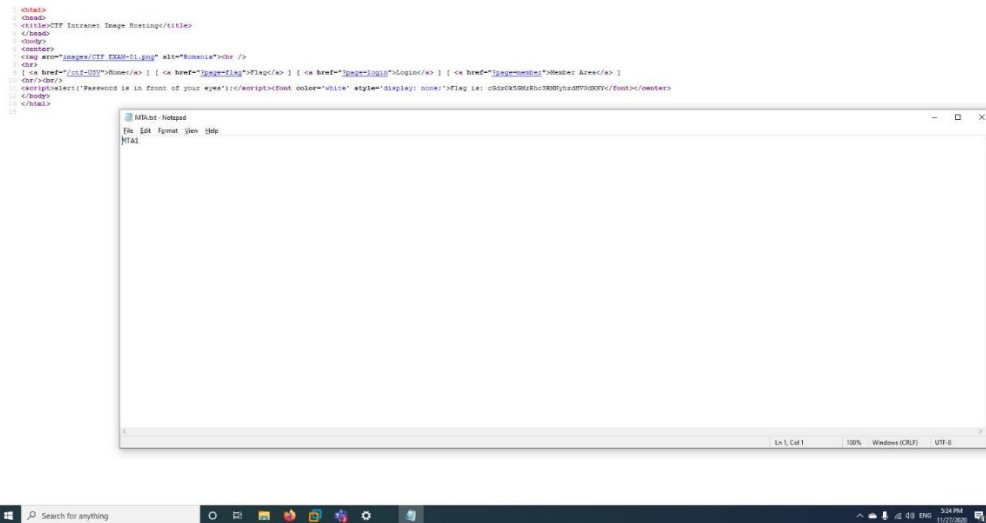 <html>
<head>
<title>CTF Intranet Image Hosting</title>
</head>
<body>
<center>
<img src="images/CTF_EXAM-01.png" alt="Romania"><br />
<hr>
[ <a href="/ctf-USV">Home</a> ] [ <a href="?page=flag">Flag</a> ] [ <a href="?page=login">Login</a> ] [ <a href="?page=member">Member Area</a> ]
<hr/><br/>
<script>alert('Password is in front of your eyes');</script><font color='white' style='display: none;'>Flag is:</font></center>
</body>
</html>
MTA.txt - Notepad
File Edit Format View Help
MTA1
Ln 1, Col 1 100% Windows (CRLF) UTF-8
Search for anything
ENG 5:24 PM
11/27/2020